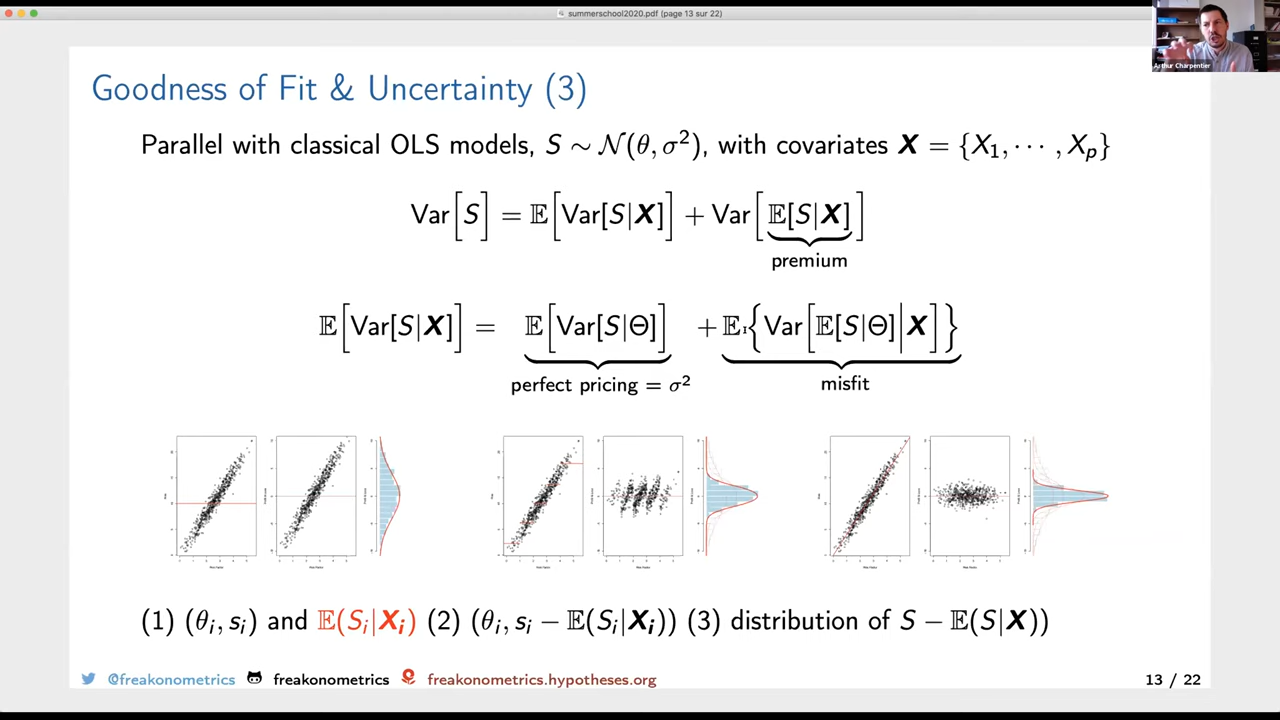 summerschool2020.pdf (page 13 sur 22)
Arthur Charpentier
Goodness of Fit & Uncertainty (3)
Parallel with classical OLS models, S ∼ 𝒩(θ, σ²), with covariates X = {X₁, ⋯ , Xₚ}
Var[S] = 𝔼[Var[S|X]] + Var[𝔼[S|X]]
premium
𝔼[Var[S|X]] = 𝔼[Var[S|Θ]] + 𝔼{Var[𝔼[S|Θ]|X]}
perfect pricing = σ² misfit
(1) (θᵢ, sᵢ) and 𝔼(Sᵢ|Xᵢ) (2) (θᵢ, sᵢ − 𝔼(Sᵢ|Xᵢ)) (3) distribution of S − 𝔼(S|X))
@freakonometrics freakonometrics freakonometrics.hypotheses.org 13 / 22